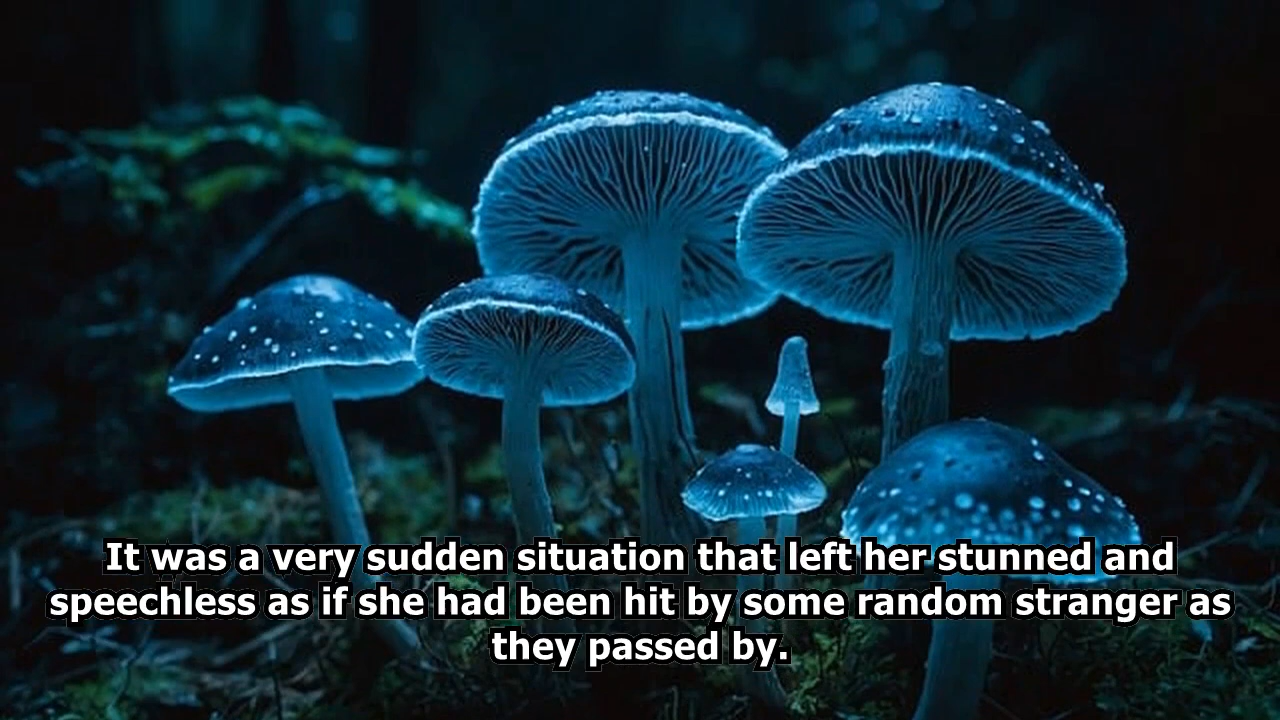 It was a very sudden situation that left her stunned and
speechless as if she had been hit by some random stranger as
they passed by.